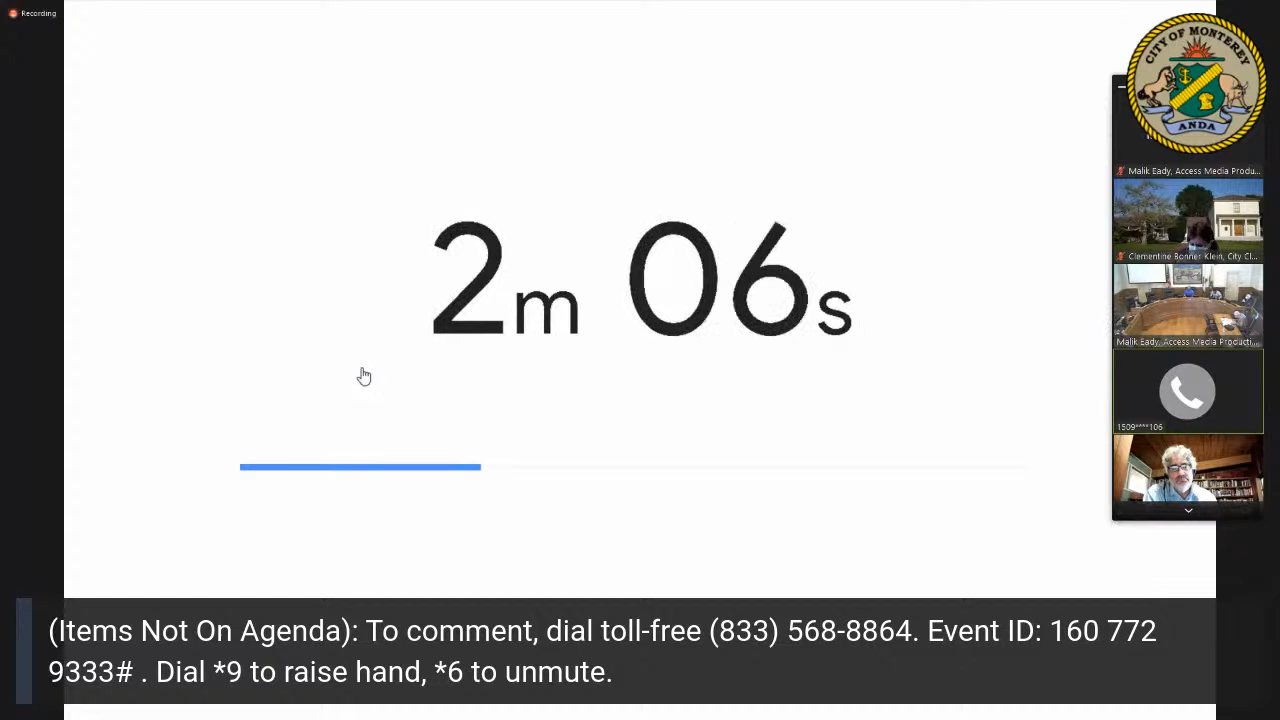 Recording
CITY OF MONTEREY
ANDA
Malik Eady, Access Media Produ...
2m 06s
Clementine Bonner Klein, City Cl...
Malik Eady, Access Media Producti...
1509****106
(Items Not On Agenda): To comment, dial toll-free (833) 568-8864. Event ID: 160 772
9333# . Dial *9 to raise hand, *6 to unmute.